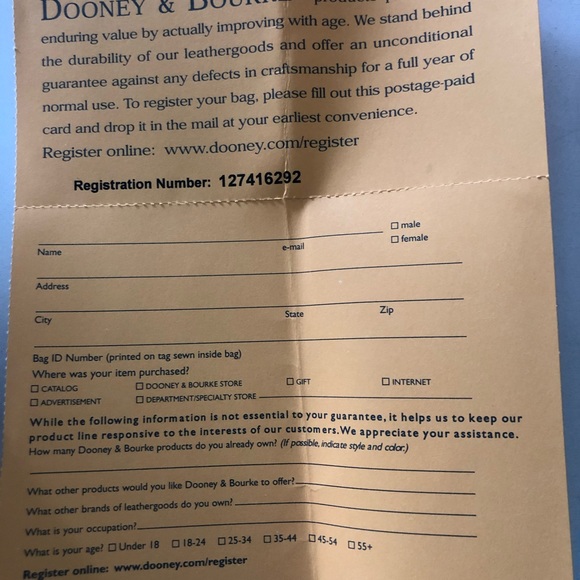 DOONEY & BOURKE products
enduring value by actually improving with age. We stand behind
the durability of our leathergoods and offer an unconditional
guarantee against any defects in craftsmanship for a full year of
normal use. To register your bag, please fill out this postage-paid
card and drop it in the mail at your earliest convenience.
Register online: www.dooney.com/register
Registration Number: 127416292
☐ male
☐ female
Name e-mail
Address
City State Zip
Bag ID Number (printed on tag sewn inside bag)
Where was your item purchased?
☐ CATALOG ☐ DOONEY & BOURKE STORE ☐ GIFT ☐ INTERNET
☐ ADVERTISEMENT ☐ DEPARTMENT/SPECIALTY STORE
While the following information is not essential to your guarantee, it helps us to keep our
product line responsive to the interests of our customers. We appreciate your assistance.
How many Dooney & Bourke products do you already own? (If possible, indicate style and color.)
What other products would you like Dooney & Bourke to offer?
What other brands of leathergoods do you own?
What is your occupation?
What is your age? ☐ Under 18 ☐ 18-24 ☐ 25-34 ☐ 35-44 ☐ 45-54 ☐ 55+
Register online: www.dooney.com/register